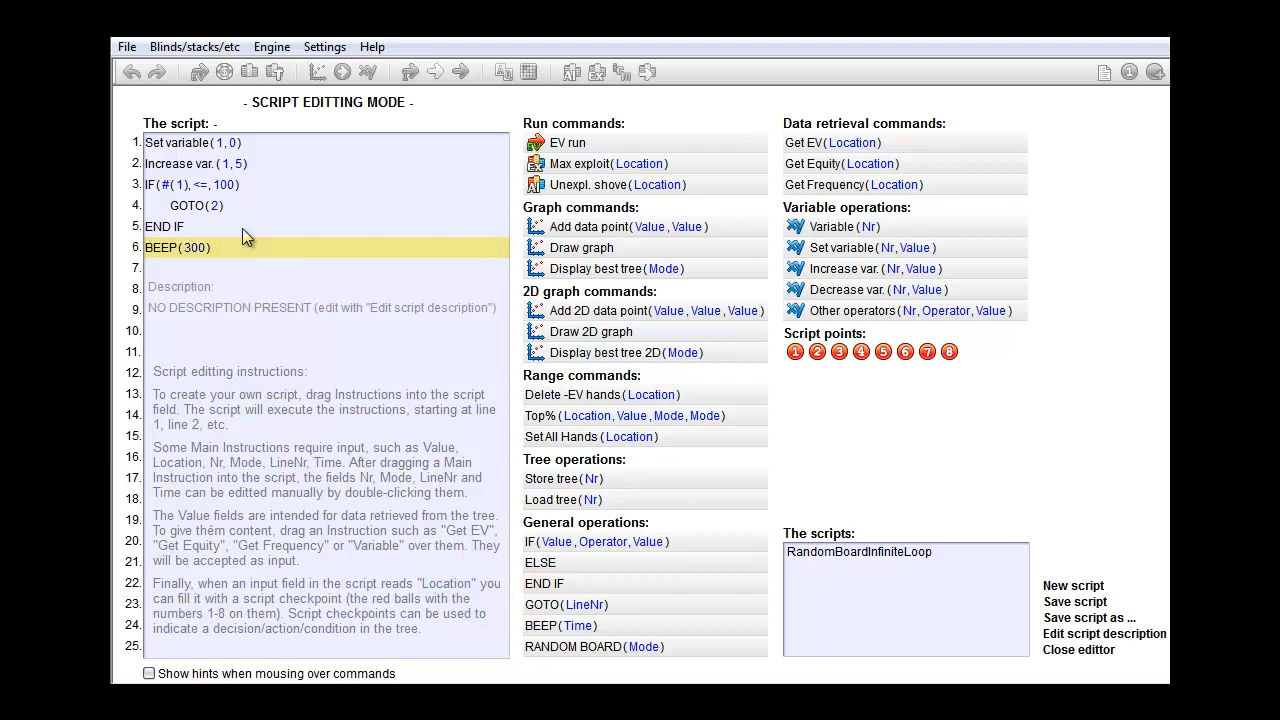 File Blinds/stacks/etc Engine Settings Help
- SCRIPT EDITTING MODE -
The script: -
1. Set variable ( 1, 0 )
2. Increase var. ( 1, 5 )
3. IF ( #( 1), <=, 100 )
4. GOTO ( 2 )
5. END IF
6. BEEP ( 300 )
7.
8. Description:
9. NO DESCRIPTION PRESENT (edit with "Edit script description")
10.
11.
12. Script editting instructions:
13. To create your own script, drag Instructions into the script
14. field. The script will execute the instructions, starting at line
1, line 2, etc.
15.
Some Main Instructions require input, such as Value,
16. Location, Nr, Mode, LineNr, Time. After dragging a Main
17. Instruction into the script, the fields Nr, Mode, LineNr and
Time can be editted manually by double-clicking them.
18.
19. The Value fields are intended for data retrieved from the tree.
To give thém content, drag an Instruction such as "Get EV",
20. "Get Equity", "Get Frequency" or "Variable" over them. They
21. will be accepted as input.
22. Finally, when an input field in the script reads "Location" you
23. can fill it with a script checkpoint (the red balls with the
numbers 1-8 on them). Script checkpoints can be used to
24. indicate a decision/action/condition in the tree.
25.
Show hints when mousing over commands
Run commands:
EV run
Max exploit ( Location )
Unexpl. shove ( Location )
Graph commands:
Add data point ( Value , Value )
Draw graph
Display best tree ( Mode )
2D graph commands:
Add 2D data point ( Value , Value , Value )
Draw 2D graph
Display best tree 2D ( Mode )
Range commands:
Delete -EV hands ( Location )
Top% ( Location, Value, Mode, Mode )
Set All Hands ( Location )
Tree operations:
Store tree ( Nr )
Load tree ( Nr )
General operations:
IF ( Value , Operator, Value )
ELSE
END IF
GOTO ( LineNr )
BEEP ( Time )
RANDOM BOARD ( Mode )
Data retrieval commands:
Get EV ( Location )
Get Equity ( Location )
Get Frequency ( Location )
Variable operations:
Variable ( Nr )
Set variable ( Nr, Value )
Increase var. ( Nr, Value )
Decrease var. ( Nr, Value )
Other operators ( Nr, Operator, Value )
Script points:
1 2 3 4 5 6 7 8
The scripts:
RandomBoardInfiniteLoop
New script
Save script
Save script as ...
Edit script description
Close edittor